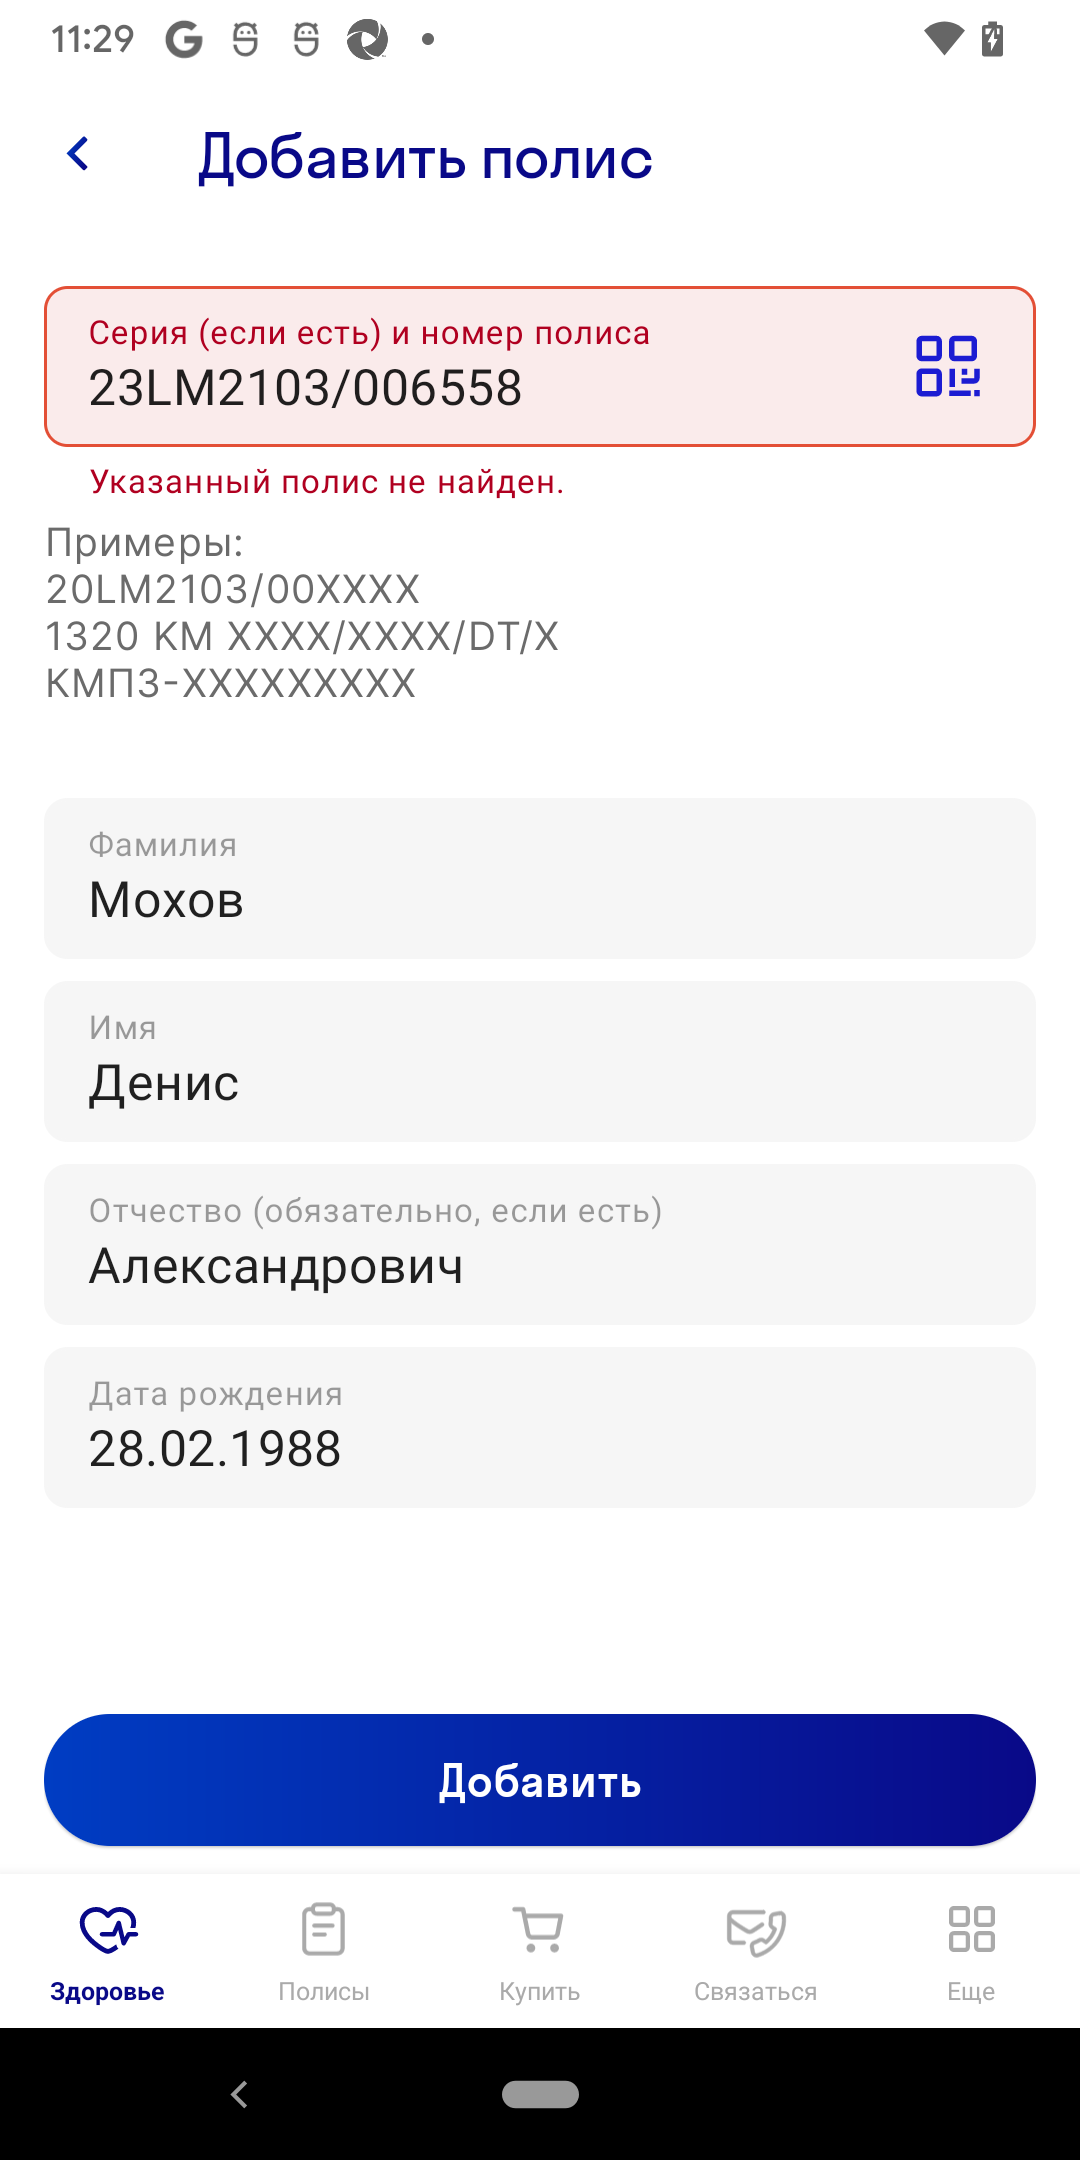 11:29
Добавить полис
Серия (если есть) и номер полиса
23LM2103/006558
Указанный полис не найден.
Примеры:
20LM2103/00XXXX
1320 КМ XXXX/XXXX/DT/X
КМПЗ-XXXXXXXXX
Фамилия
Мохов
Имя
Денис
Отчество (обязательно, если есть)
Александрович
Дата рождения
28.02.1988
Добавить
Здоровье
Полисы
Купить
Связаться
Еще